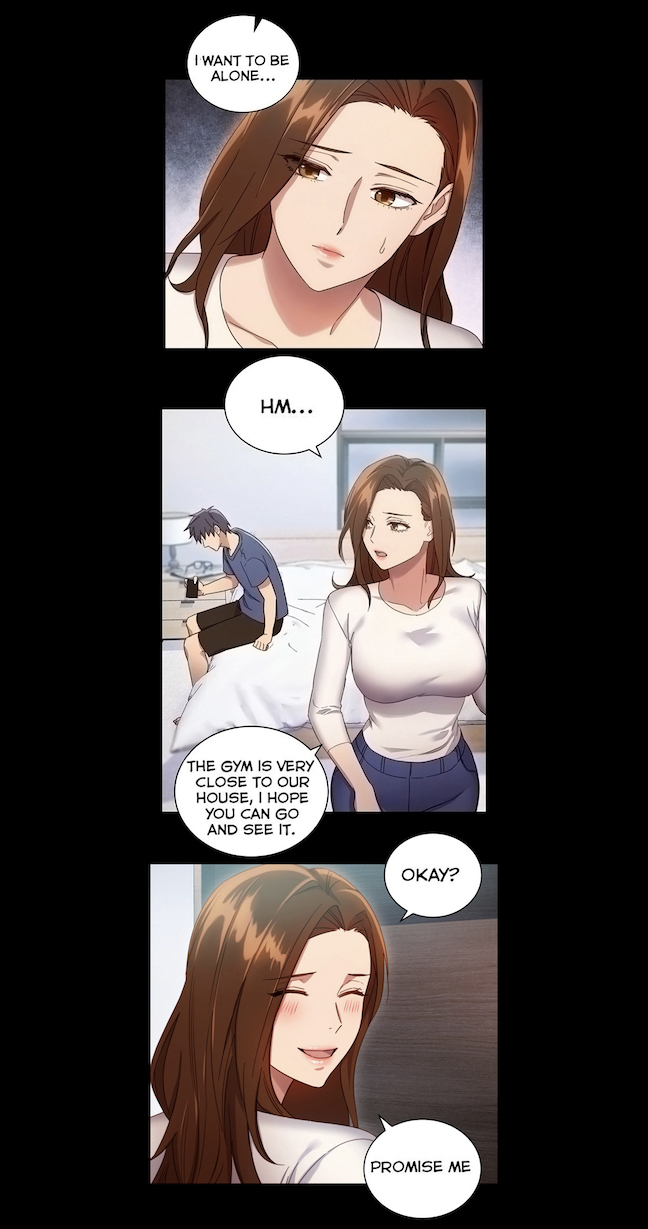 I WANT TO BE
ALONE...
HM...
THE GYM IS VERY
CLOSE TO OUR
HOUSE, I HOPE
YOU CAN GO
AND SEE IT.
OKAY?
PROMISE ME